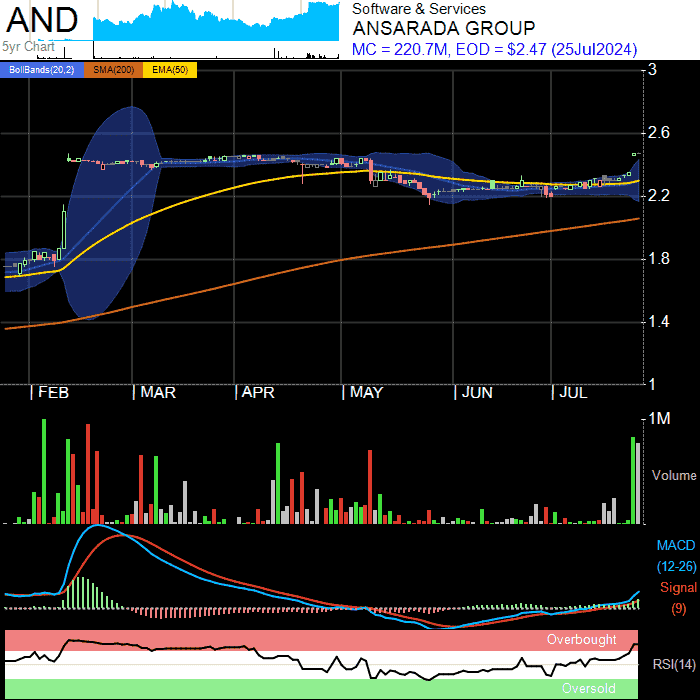 AND
5yr Chart
Software & Services
ANSARADA GROUP
MC = 220.7M, EOD = $2.47 (25Jul2024)
BollBands(20,2) SMA(200) EMA(50)
3
2.6
2.2
1.8
1.4
1
FEB MAR APR MAY JUN JUL
1M
Volume
MACD
(12-26)
Signal
(9)
Overbought
RSI(14)
Oversold